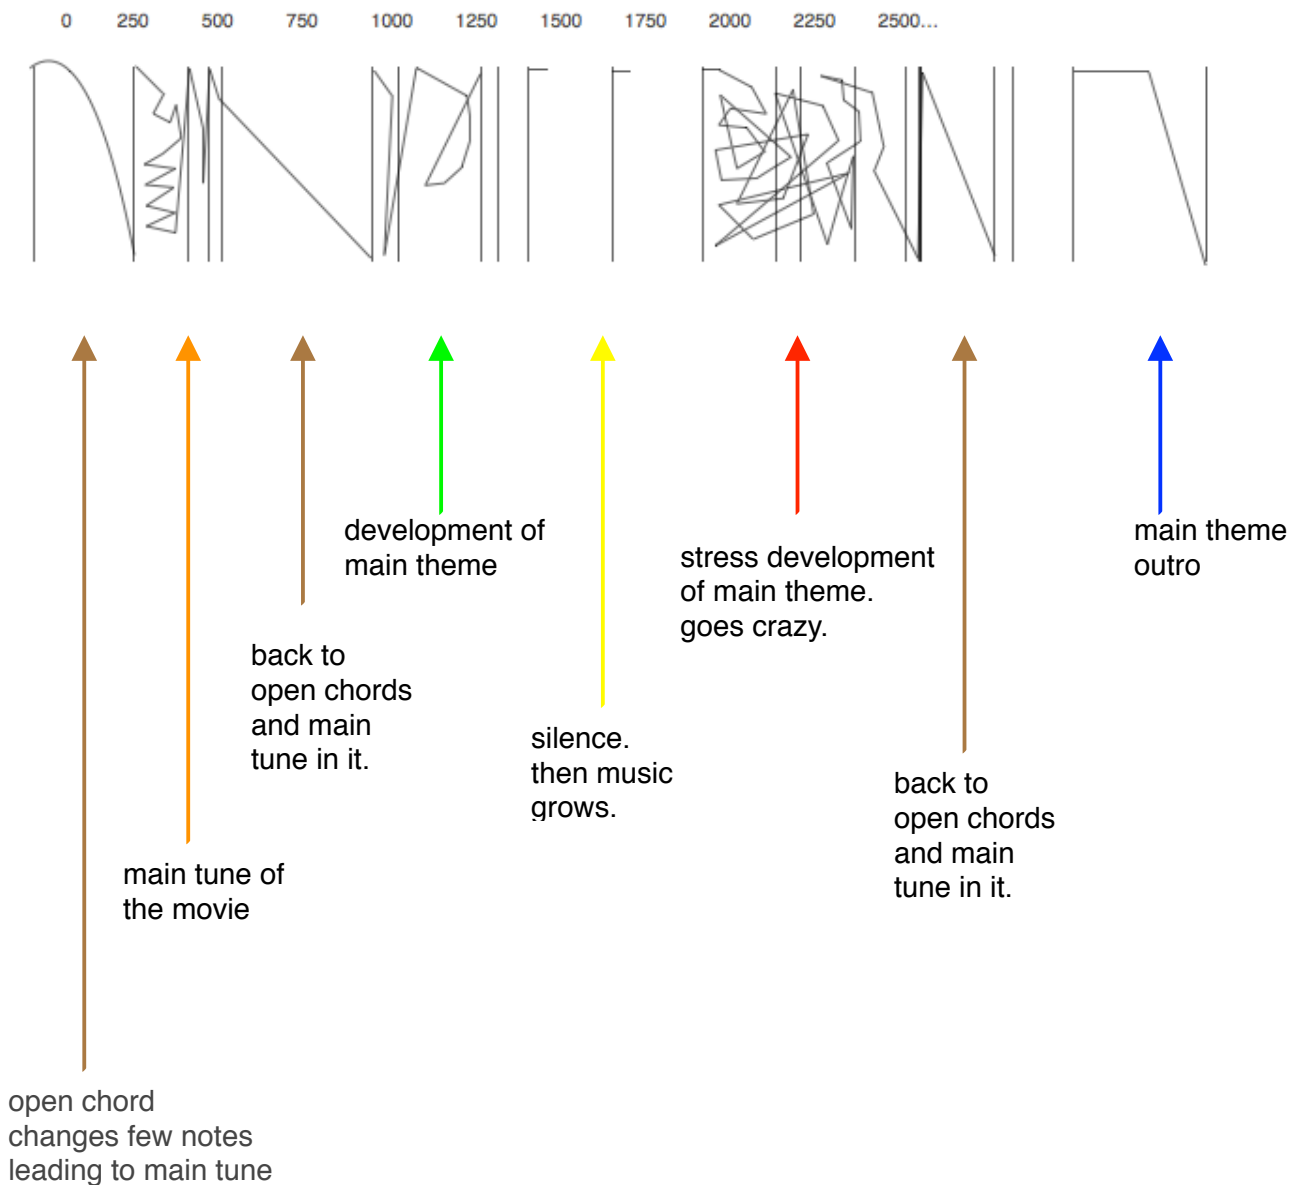 0 250 500 750 1000 1250 1500 1750 2000 2250 2500...
development of
main theme
stress development
of main theme.
goes crazy.
main theme
outro
back to
open chords
and main
tune in it.
silence.
then music
grows.
back to
open chords
and main
tune in it.
main tune of
the movie
open chord
changes few notes
leading to main tune